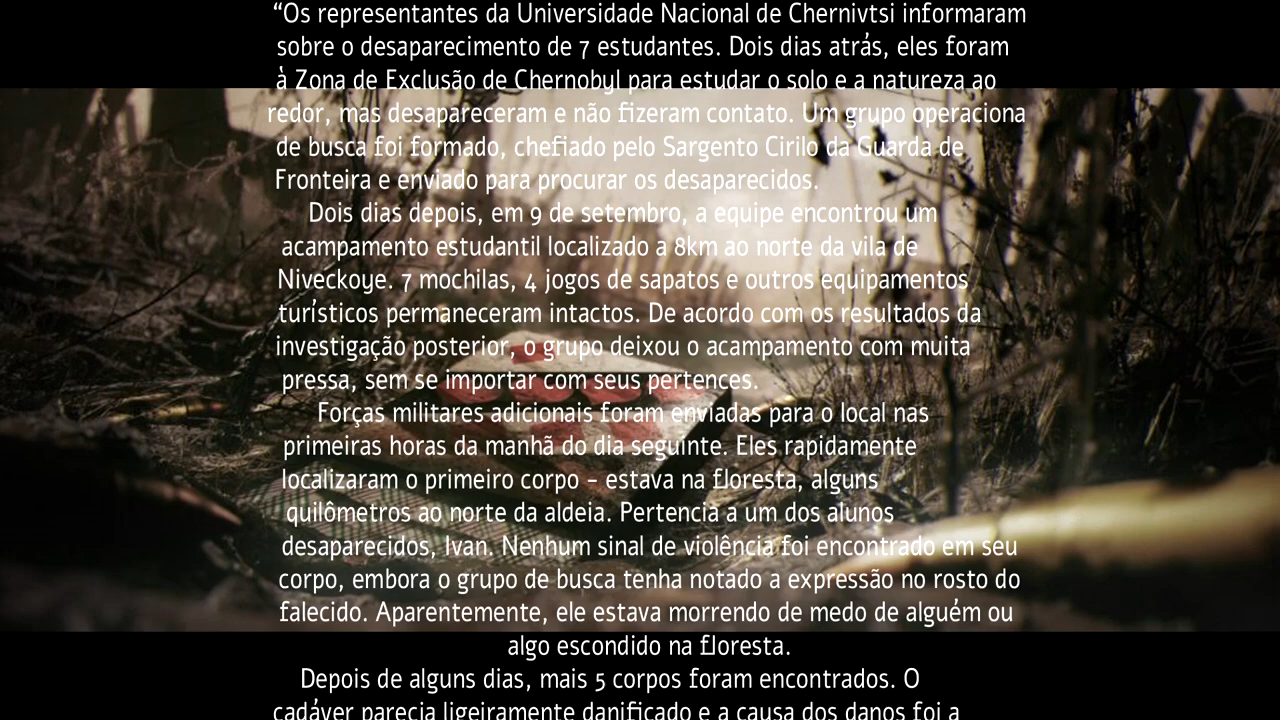 “Os representantes da Universidade Nacional de Chernivtsi informaram
sobre o desaparecimento de 7 estudantes. Dois dias atrás, eles foram
à Zona de Exclusão de Chernobyl para estudar o solo e a natureza ao
redor, mas desapareceram e não fizeram contato. Um grupo operaciona
de busca foi formado, chefiado pelo Sargento Cirilo da Guarda de
Fronteira e enviado para procurar os desaparecidos.
Dois dias depois, em 9 de setembro, a equipe encontrou um
acampamento estudantil localizado a 8km ao norte da vila de
Niveckoye. 7 mochilas, 4 jogos de sapatos e outros equipamentos
turísticos permaneceram intactos. De acordo com os resultados da
investigação posterior, o grupo deixou o acampamento com muita
pressa, sem se importar com seus pertences.
Forças militares adicionais foram enviadas para o local nas
primeiras horas da manhã do dia seguinte. Eles rapidamente
localizaram o primeiro corpo - estava na floresta, alguns
quilômetros ao norte da aldeia. Pertencia a um dos alunos
desaparecidos, Ivan. Nenhum sinal de violência foi encontrado em seu
corpo, embora o grupo de busca tenha notado a expressão no rosto do
falecido. Aparentemente, ele estava morrendo de medo de alguém ou
algo escondido na floresta.
Depois de alguns dias, mais 5 corpos foram encontrados. O
cadáver parecia ligeiramente danificado e a causa dos danos foi a